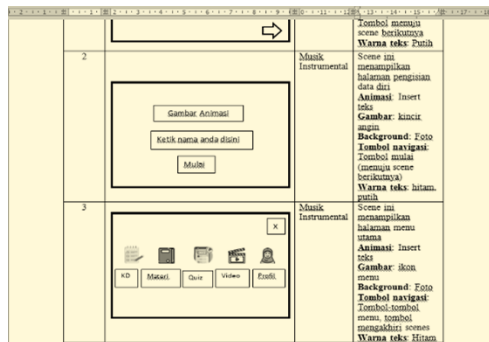 Tombol menuju
scene berikutnya
Warna teks: Putih
2
Gambar Animasi
Ketik nama anda disini
Mulai
Musik
Instrumental
Scene ini
menampilkan
halaman pengisian
data diri
Animasi: Insert
teks
Gambar: kincir
angin
Background: Foto
Tombol navigasi:
Tombol mulai
(menuju scene
berikutnya)
Warna teks: hitam,
putih
3
X
KD
Materi
Quiz
Video
Profil
Musik
Instrumental
Scene ini
menampilkan
halaman menu
utama
Animasi: Insert
teks
Gambar: ikon
menu
Background: Foto
Tombol navigasi:
Tombol-tombol
menu, tombol
mengakhiri scenes
Warna teks: Hitam